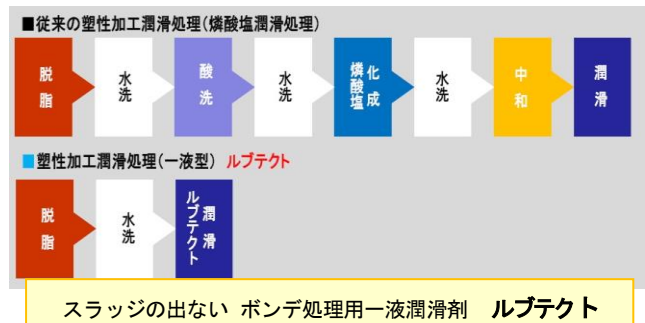 ■従来の塑性加工潤滑処理(燐酸塩潤滑処理)
脱脂
水洗
酸洗
水洗
燐酸塩化成
水洗
中和
潤滑
■塑性加工潤滑処理(一液型) ルブテクト
脱脂
水洗
潤滑ルブテクト
スラッジの出ない ボンデ処理用一液潤滑剤 ルブテクト